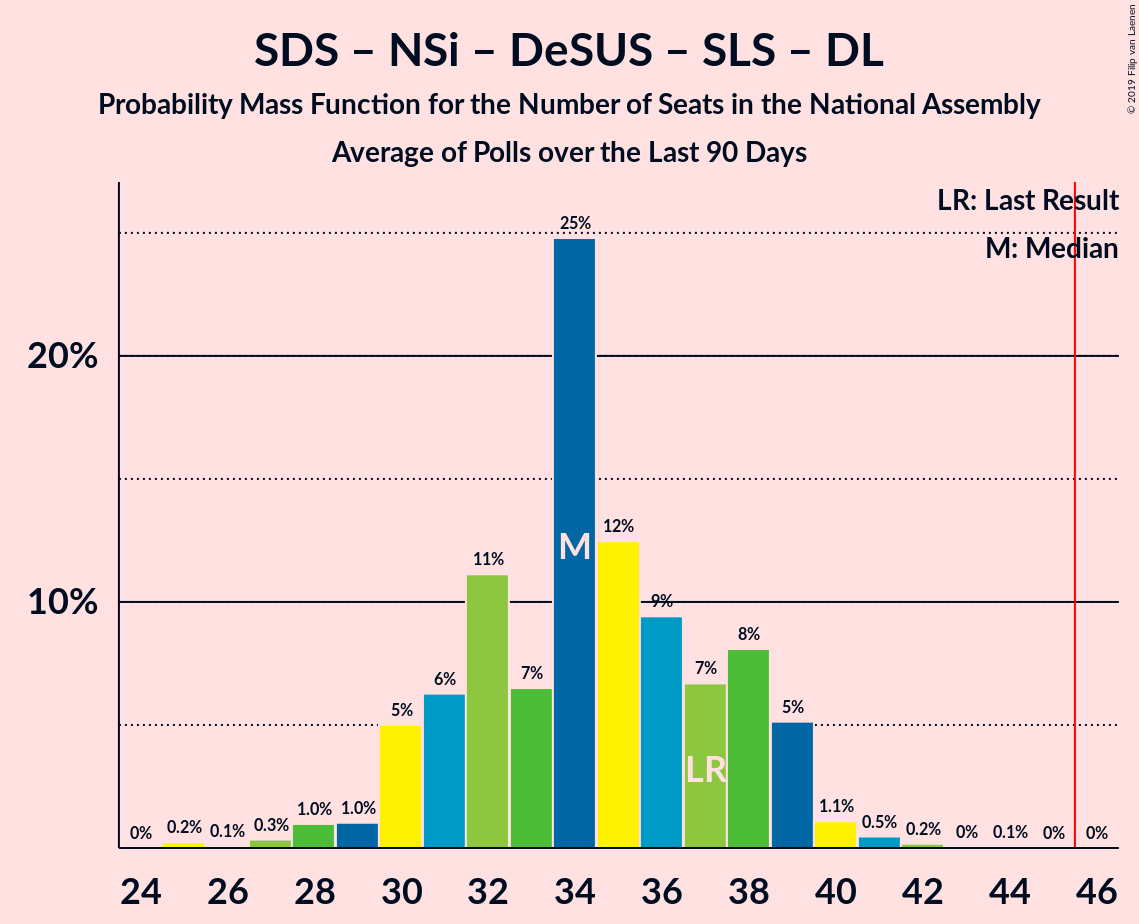 SDS – NSi – DeSUS – SLS – DL
Probability Mass Function for the Number of Seats in the National Assembly
Average of Polls over the Last 90 Days
© 2019 Filip van Laenen
LR: Last Result
M: Median
20%
10%
0%
0.2%
0.1%
0.3%
1.0%
1.0%
5%
6%
11%
7%
25%
12%
9%
7%
8%
5%
1.1%
0.5%
0.2%
0%
0.1%
0%
0%
M
LR
24 26 28 30 32 34 36 38 40 42 44 46